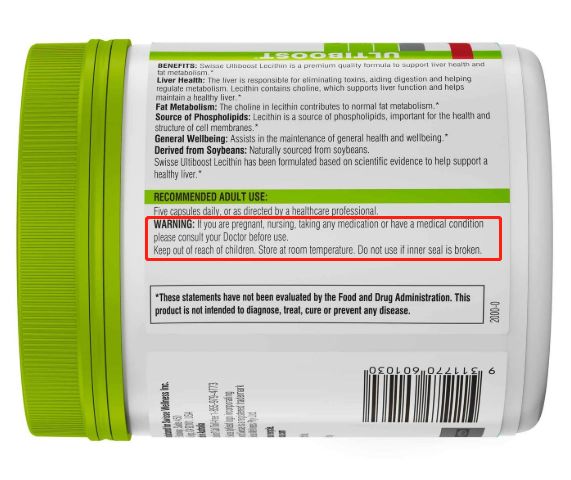 ULTIBOOST
BENEFITS: Swisse Ultiboost Lecithin is a premium quality formula to support liver health and
fat metabolism.*
Liver Health: The liver is responsible for eliminating toxins, aiding digestion and helping
regulate metabolism. Lecithin contains choline, which supports liver function and helps
maintain a healthy liver.*
Fat Metabolism: The choline in lecithin contributes to normal fat metabolism.*
Source of Phospholipids: Lecithin is a source of phospholipids, important for the health and
structure of cell membranes.*
General Wellbeing: Assists in the maintenance of general health and wellbeing.*
Derived from Soybeans: Naturally sourced from soybeans.
Swisse Ultiboost Lecithin has been formulated based on scientific evidence to help support a
healthy liver.*
RECOMMENDED ADULT USE:
Five capsules daily, or as directed by a healthcare professional.
WARNING: If you are pregnant, nursing, taking any medication or have a medical condition
please consult your Doctor before use.
Keep out of reach of children. Store at room temperature. Do not use if inner seal is broken.
*These statements have not been evaluated by the Food and Drug Administration. This
product is not intended to diagnose, treat, cure or prevent any disease.
2000-0
Swisse Wellness Inc.
1-855-979-4773
9 311770 601030